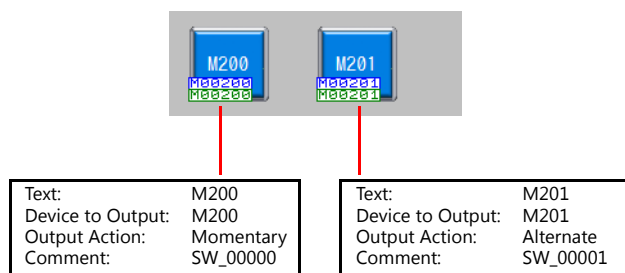 M200
M00200
M00200
M201
M00201
M00201
Text: M200
Device to Output: M200
Output Action: Momentary
Comment: SW_00000
Text: M201
Device to Output: M201
Output Action: Alternate
Comment: SW_00001